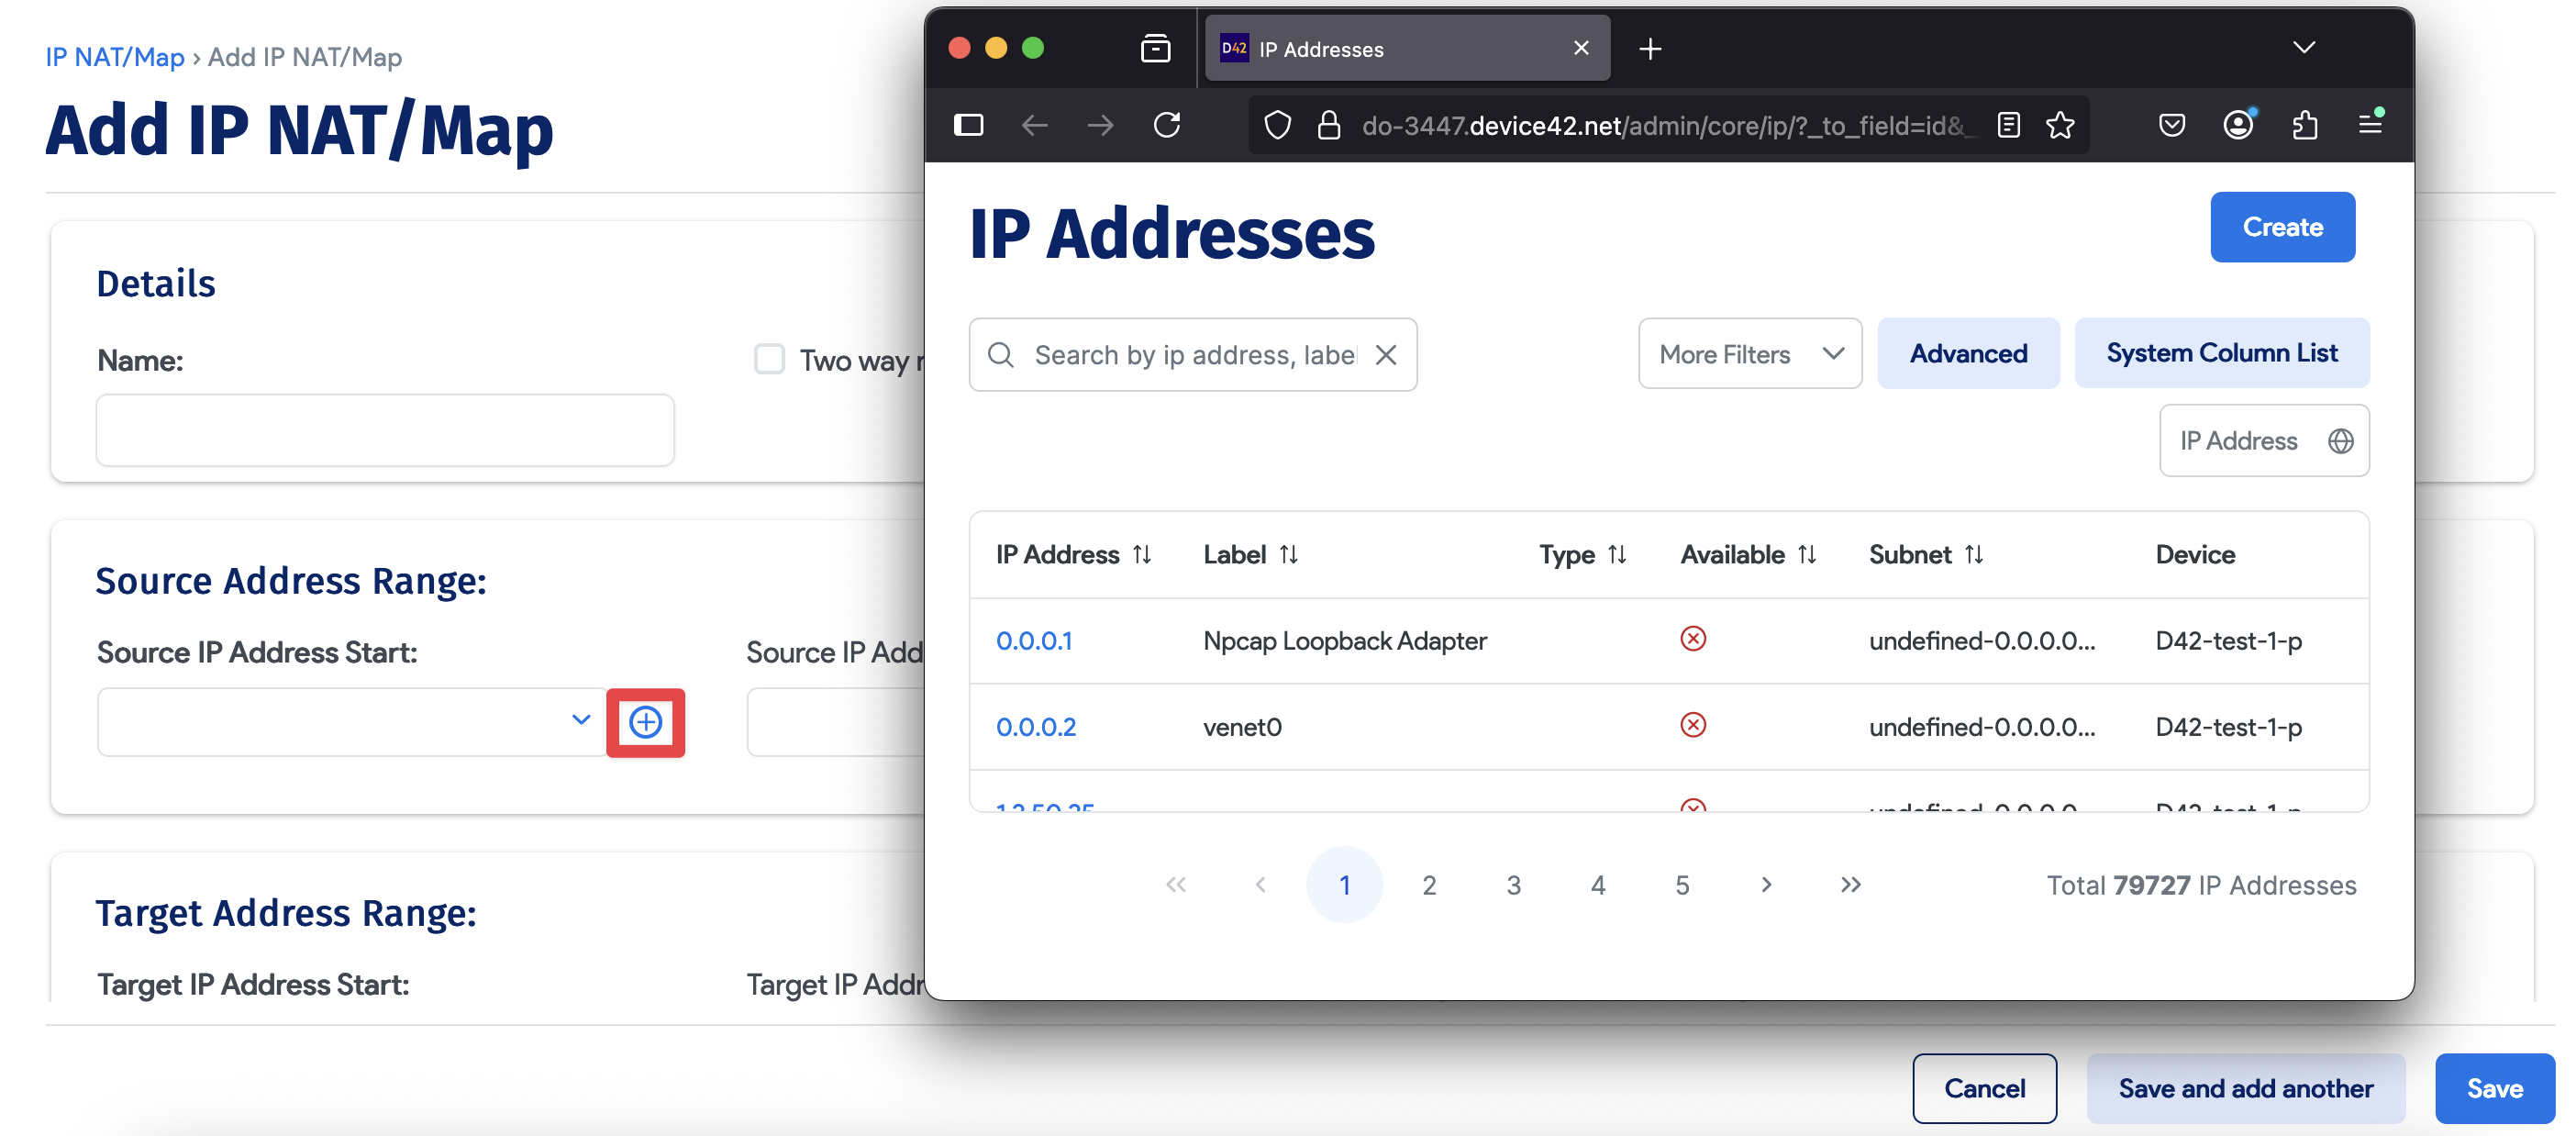 IP NAT/Map › Add IP NAT/Map
Add IP NAT/Map
Details
Name:
Two way
Source Address Range:
Source IP Address Start:
Source IP Add
Target Address Range:
Target IP Address Start:
Target IP Addr
Cancel
Save and add another
Save
D42 IP Addresses
do-3447.device42.net/admin/core/ip/?_to_field=id&_
IP Addresses
Create
Search by ip address, labe
More Filters
Advanced
System Column List
IP Address
IP Address Label Type Available Subnet Device
0.0.0.1 Npcap Loopback Adapter undefined-0.0.0.0... D42-test-1-p
0.0.0.2 venet0 undefined-0.0.0.0... D42-test-1-p
« ‹ 1 2 3 4 5 › »
Total 79727 IP Addresses